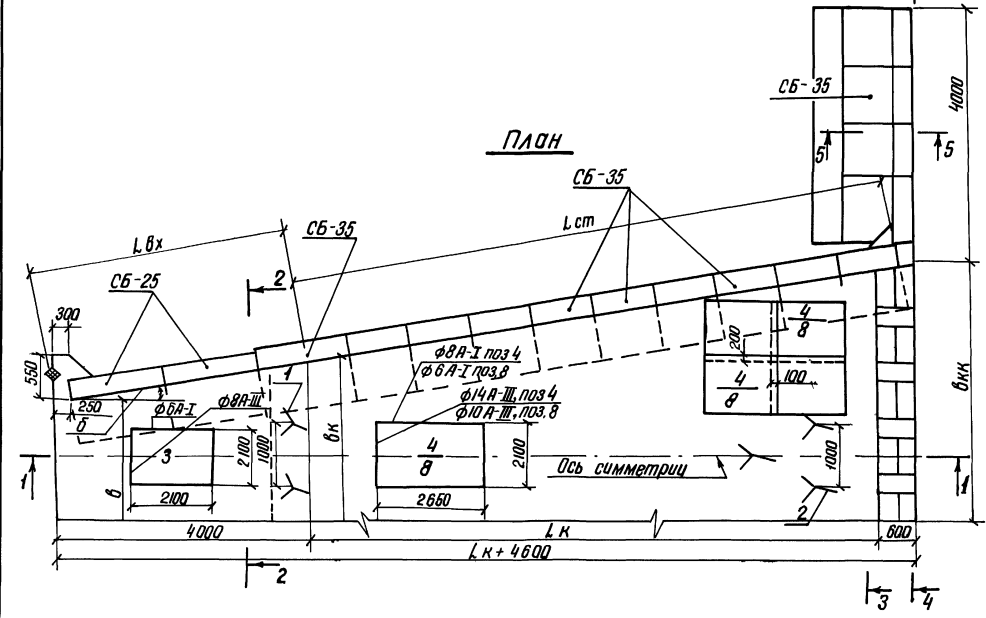 План
СБ-35
4000
5
5
СБ-35
L ст
L вх
СБ-35
2
СБ-25
300
550
250
б
ф6А-I
ф8А-III
ф8А-I поз 4
ф6А-I поз.8
ф14А-III, поз 4
ф10А-III, поз. 8
1
вк
4
8
200
100
4
8
вкк
3
2100
1000
2100
в
4
8
2100
2650
Ось симметрии
1000
2
1
1
4000
Lк
600
Lк + 4600
2
3
4